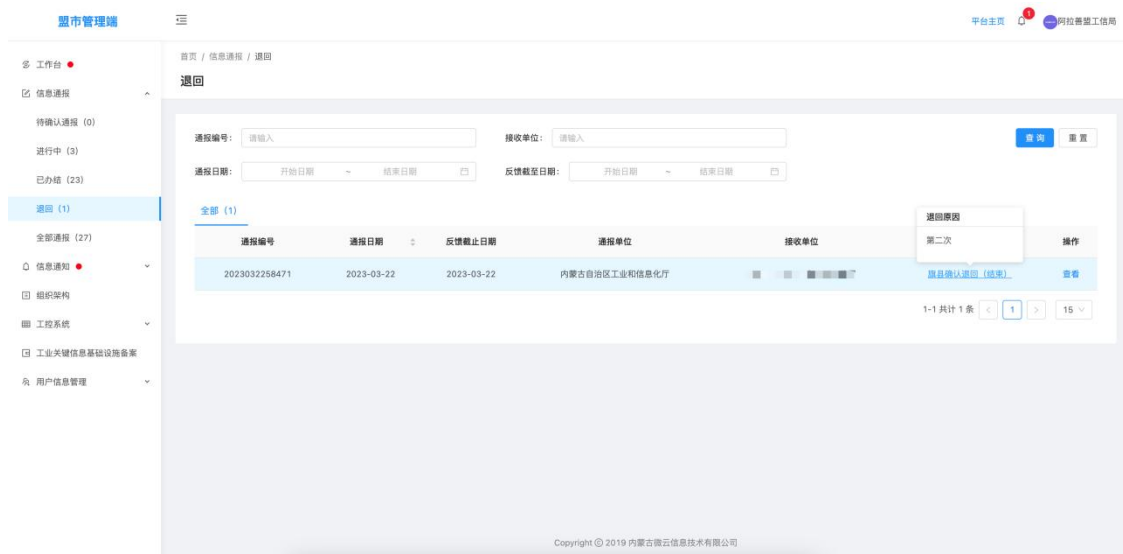 盟市管理端
平台主页
1
阿拉善盟工信局
工作台
信息通报
待确认通报（0）
进行中（3）
已办结（23）
退回（1）
全部通报（27）
信息通知
组织架构
工控系统
工业关键信息基础设施备案
用户信息管理
首页 / 信息通报 / 退回
退回
通报编号： 请输入 接收单位： 请输入 查询 重置
通报日期： 开始日期 ~ 结束日期 反馈截至日期： 开始日期 ~ 结束日期
全部（1）
退回原因
第二次
通报编号 通报日期 反馈截止日期 通报单位 接收单位 操作
2023032258471 2023-03-22 2023-03-22 内蒙古自治区工业和信息化厅 旗县确认退回（结束） 查看
1-1 共计 1 条 < 1 > 15
Copyright © 2019 内蒙古微云信息技术有限公司